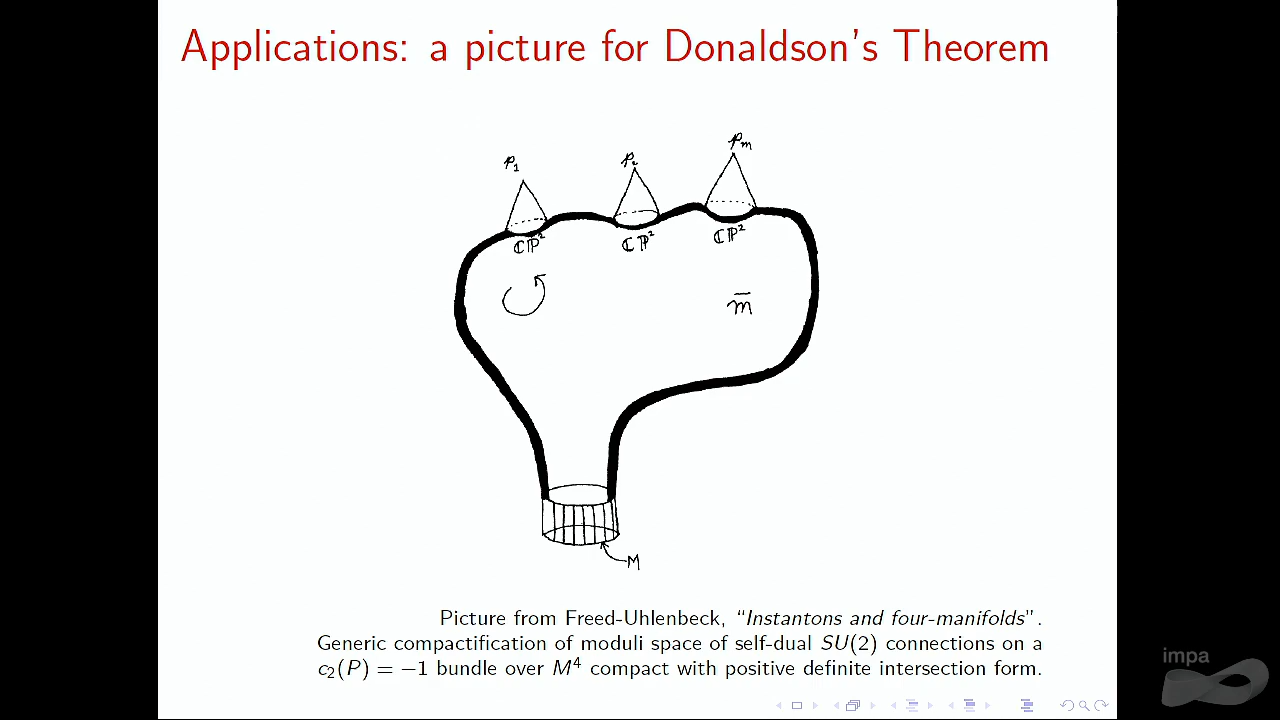 Applications: a picture for Donaldson's Theorem
p₁ p₂ pₘ
ℂℙ² ℂℙ² ℂℙ²
m̅
M
Picture from Freed-Uhlenbeck, "Instantons and four-manifolds".
Generic compactification of moduli space of self-dual SU(2) connections on a
c₂(P) = −1 bundle over M⁴ compact with positive definite intersection form.
impa